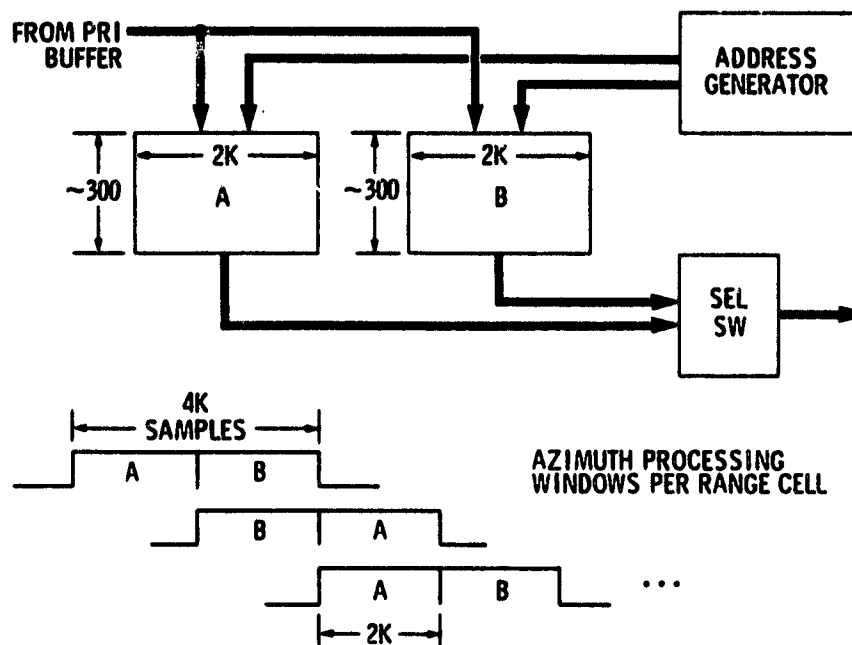 FROM PRI
BUFFER
ADDRESS
GENERATOR
2K
~300
A
2K
~300
B
SEL
SW
4K
SAMPLES
A B
AZIMUTH PROCESSING
WINDOWS PER RANGE CELL
B A
A B ...
2K